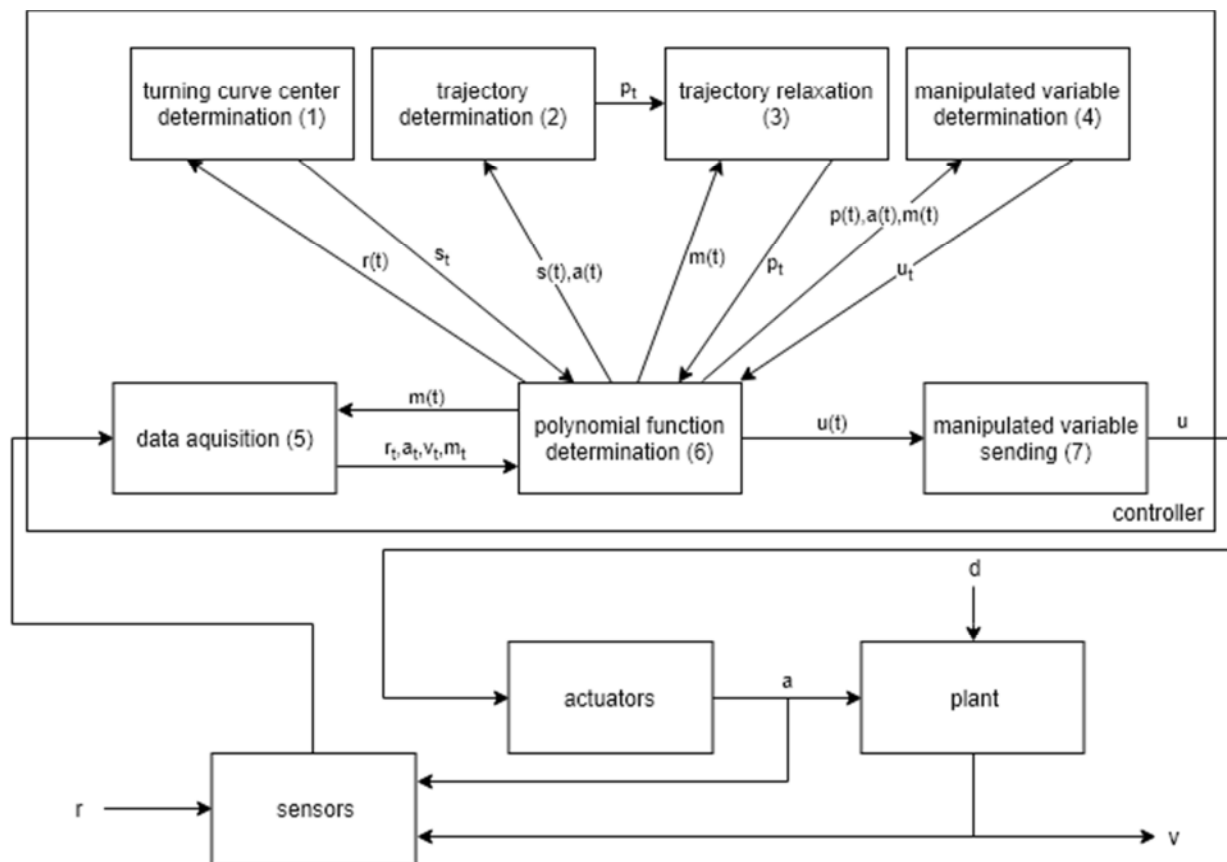 turning curve center
determination (1)
trajectory
determination (2)
p_t
trajectory relaxation
(3)
manipulated variable
determination (4)
r(t)
s_t
s(t),a(t)
m(t)
p_t
p(t),a(t),m(t)
u_t
data aquisition (5)
m(t)
r_t,a_t,v_t,m_t
polynomial function
determination (6)
u(t)
manipulated variable
sending (7)
u
controller
d
actuators
a
plant
r
sensors
v